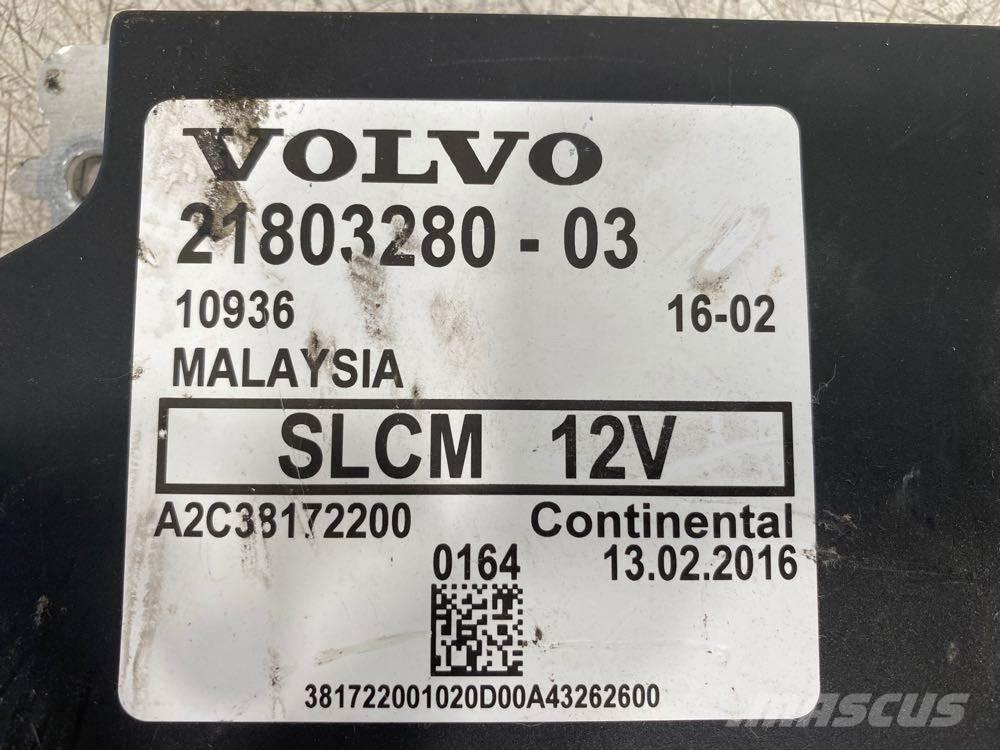 VOLVO
21803280 - 03
10936 16-02
MALAYSIA
SLCM 12V
A2C38172200 Continental
0164 13.02.2016
381722001020D00A43262600
MASCUS